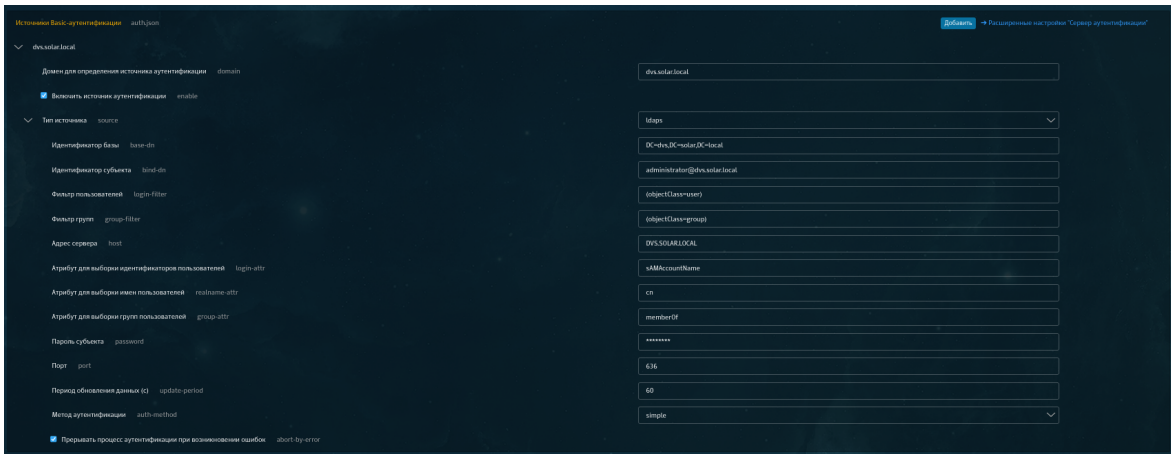 Источники Basic-аутентификации auth.json Добавить → Расширенные настройки "Сервер аутентификации"
dvs.solar.local
Домен для определения источника аутентификации domain dvs.solar.local
Включить источник аутентификации enable
Тип источника source ldaps
Идентификатор базы base-dn DC=dvs,DC=solar,DC=local
Идентификатор субъекта bind-dn administrator@dvs.solar.local
Фильтр пользователей login-filter (objectClass=user)
Фильтр групп group-filter (objectClass=group)
Адрес сервера host DVS.SOLAR.LOCAL
Атрибут для выборки идентификаторов пользователей login-attr sAMAccountName
Атрибут для выборки имен пользователей realname-attr cn
Атрибут для выборки групп пользователей group-attr memberOf
Пароль субъекта password ********
Порт port 636
Период обновления данных (с) update-period 60
Метод аутентификации auth-method simple
Прерывать процесс аутентификации при возникновении ошибок abort-by-error